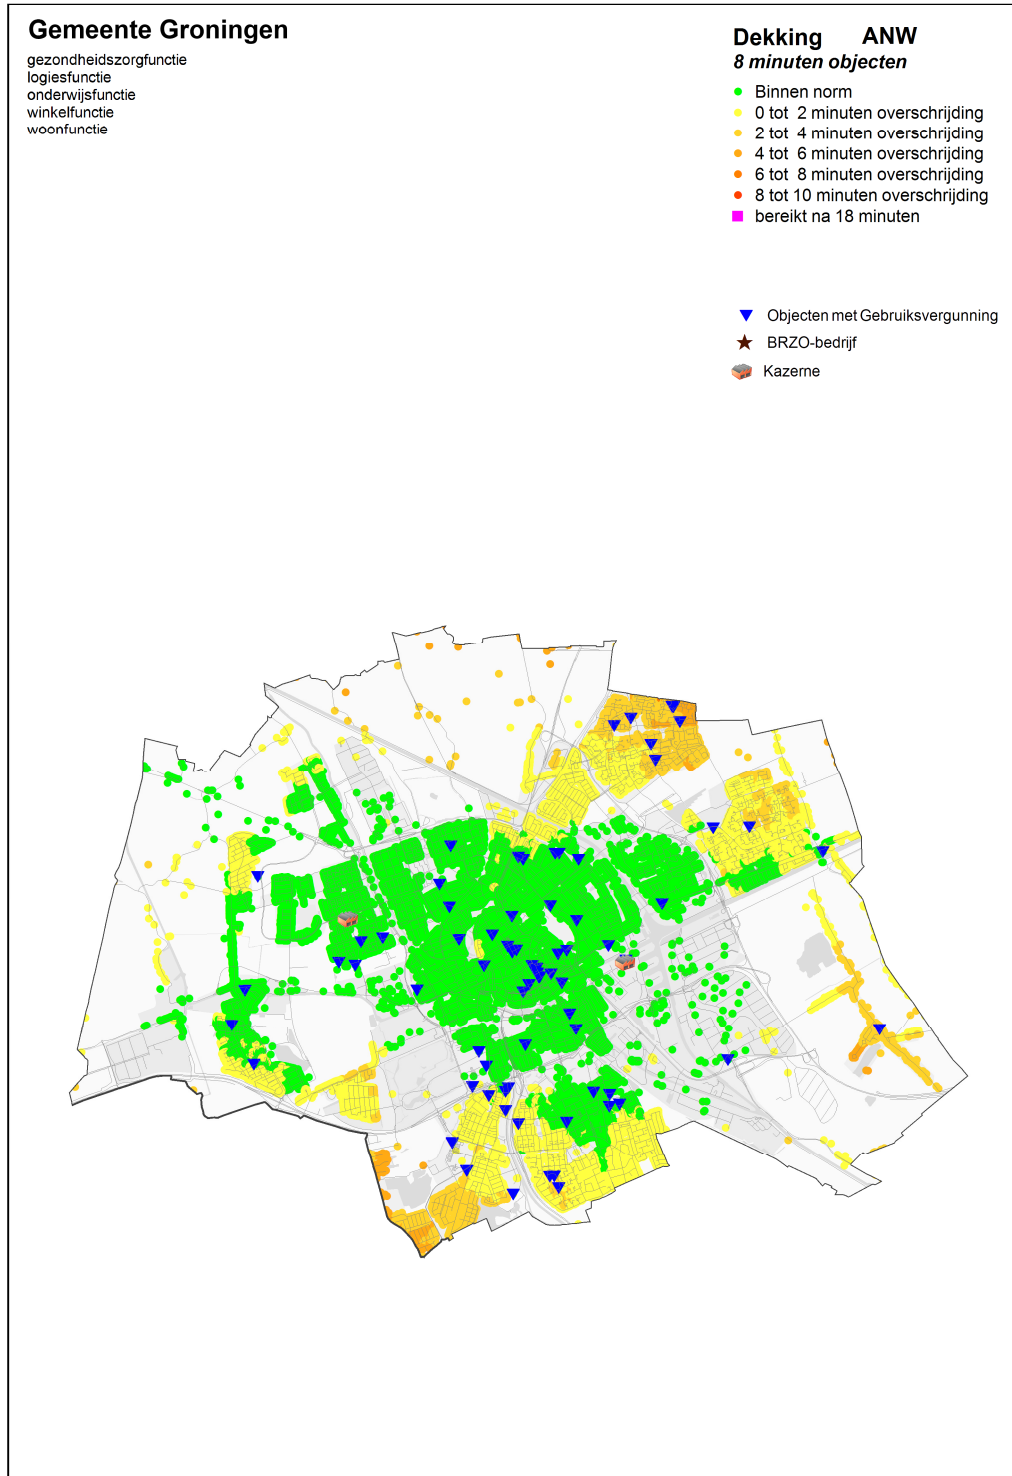 Gemeente Groningen
gezondheidszorgfunctie
logiesfunctie
onderwijsfunctie
winkelfunctie
woonfunctie
Dekking ANW
8 minuten objecten
Binnen norm
0 tot 2 minuten overschrijding
2 tot 4 minuten overschrijding
4 tot 6 minuten overschrijding
6 tot 8 minuten overschrijding
8 tot 10 minuten overschrijding
bereikt na 18 minuten
Objecten met Gebruiksvergunning
BRZO-bedrijf
Kazerne